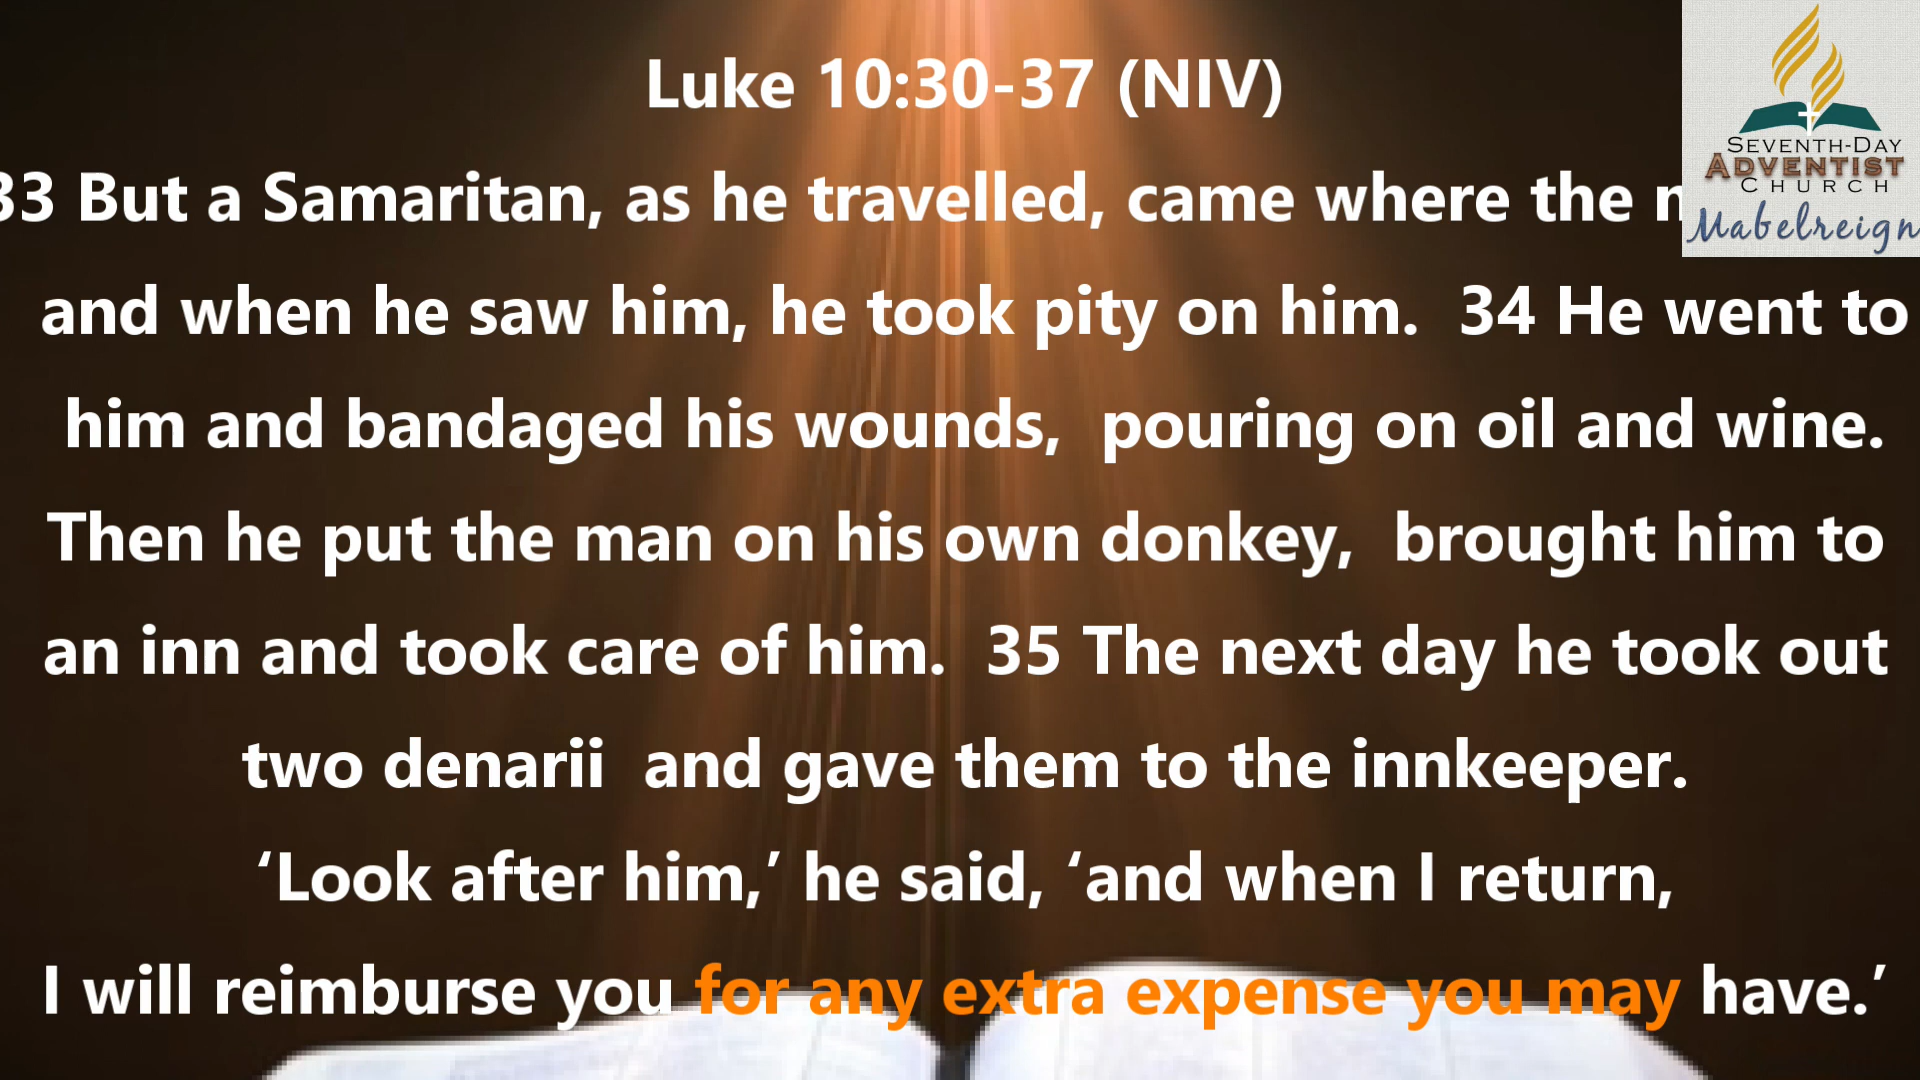 Luke 10:30-37 (NIV)
33 But a Samaritan, as he travelled, came where the
and when he saw him, he took pity on him.  34 He went to
him and bandaged his wounds,  pouring on oil and wine.
Then he put the man on his own donkey,  brought him to
an inn and took care of him.  35 The next day he took out
two denarii  and gave them to the innkeeper.
‘Look after him,’ he said, ‘and when I return,
I will reimburse you for any extra expense you may have.’
SEVENTH-DAY
ADVENTIST
CHURCH
Mabelreign